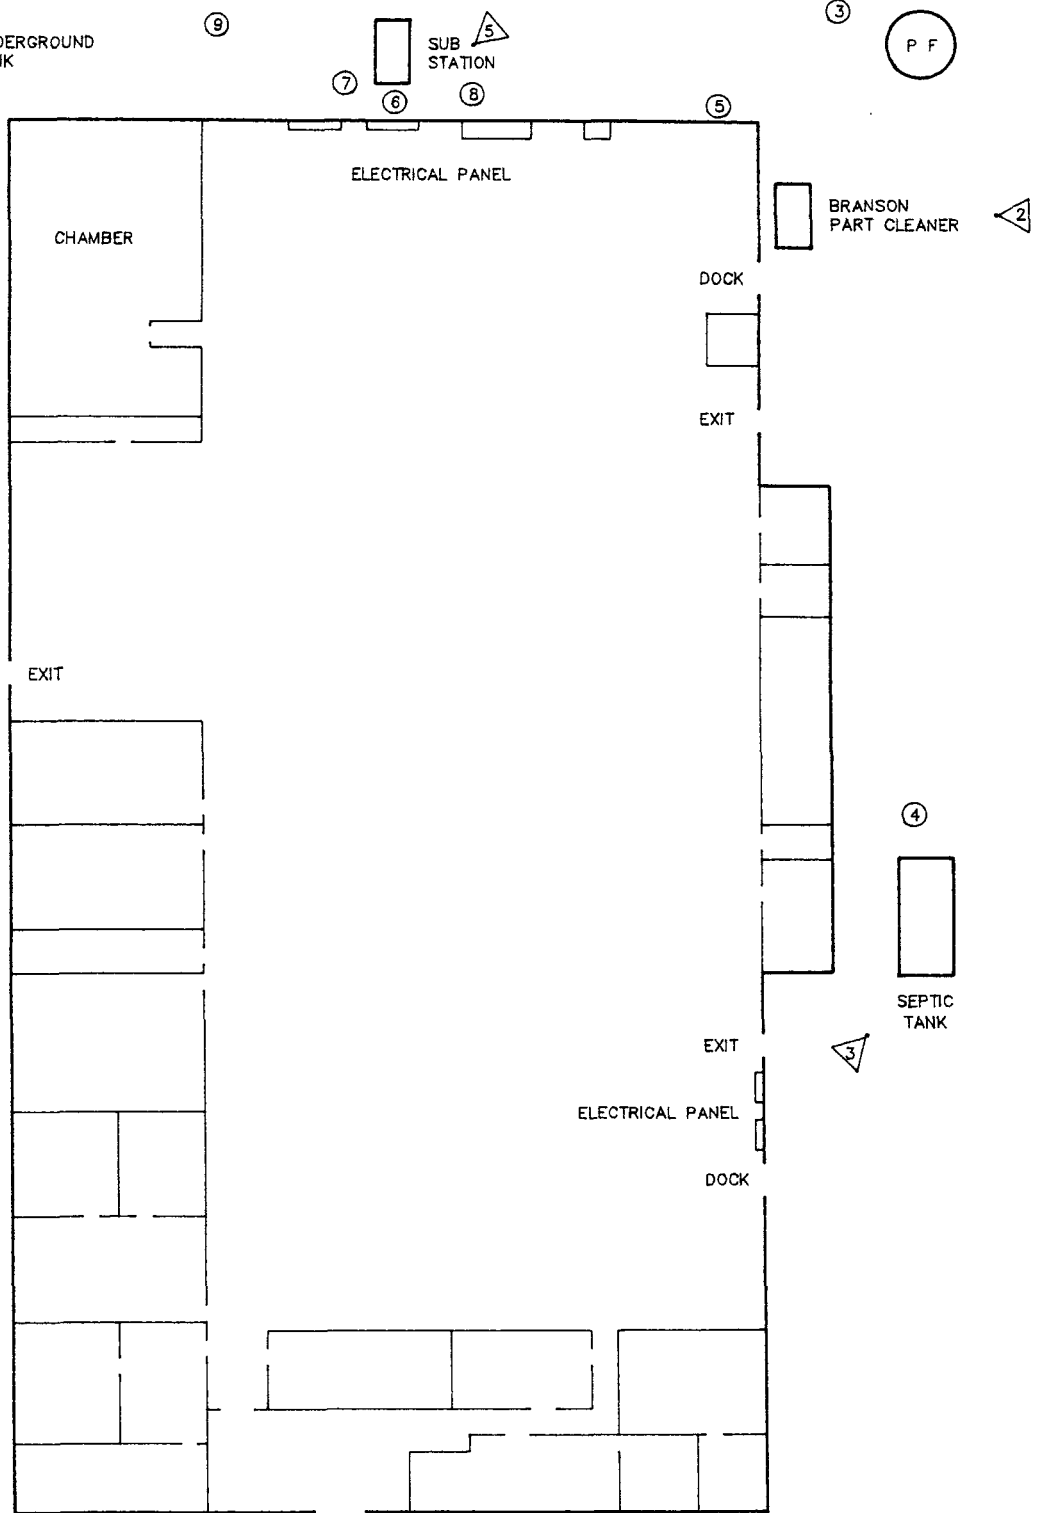 9
3
5
P F
DERGROUND
SUB
STATION
7
6
8
5
ELECTRICAL PANEL
BRANSON
PART CLEANER
2
CHAMBER
DOCK
EXIT
EXIT
4
SEPTIC
TANK
EXIT
3
ELECTRICAL PANEL
DOCK